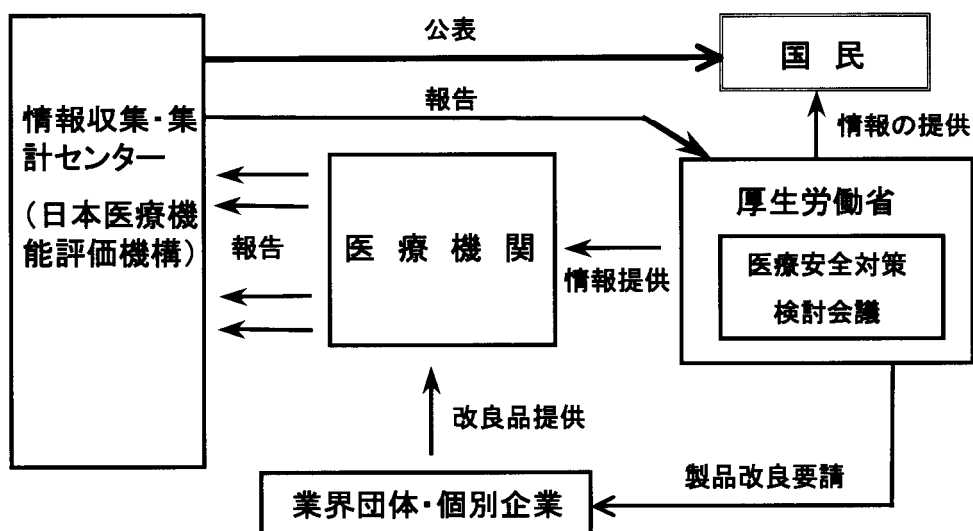 公表
国民
報告
情報の提供
情報収集・集
計センター
（日本医療機
能評価機構）
報告
医療機関
情報提供
厚生労働省
医療安全対策
検討会議
改良品提供
製品改良要請
業界団体・個別企業